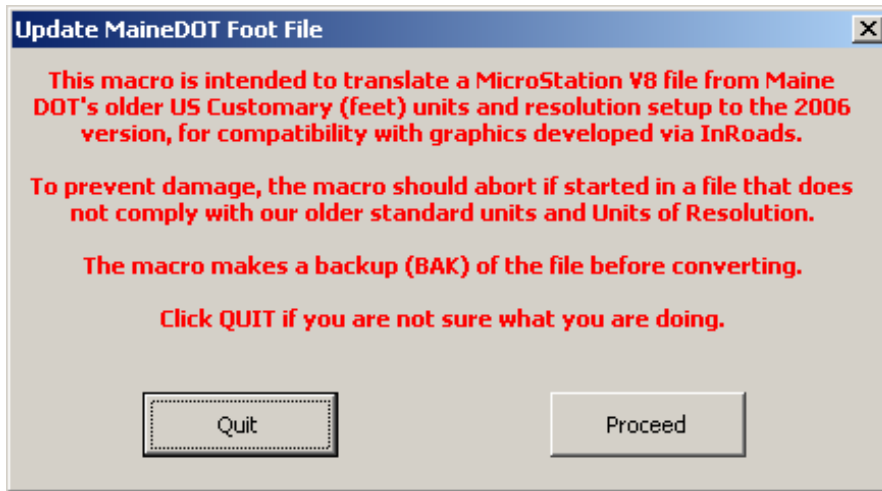 Update MaineDOT Foot File
This macro is intended to translate a MicroStation V8 file from Maine
DOT's older US Customary (feet) units and resolution setup to the 2006
version, for compatibility with graphics developed via InRoads.
To prevent damage, the macro should abort if started in a file that does
not comply with our older standard units and Units of Resolution.
The macro makes a backup (BAK) of the file before converting.
Click QUIT if you are not sure what you are doing.
Quit
Proceed